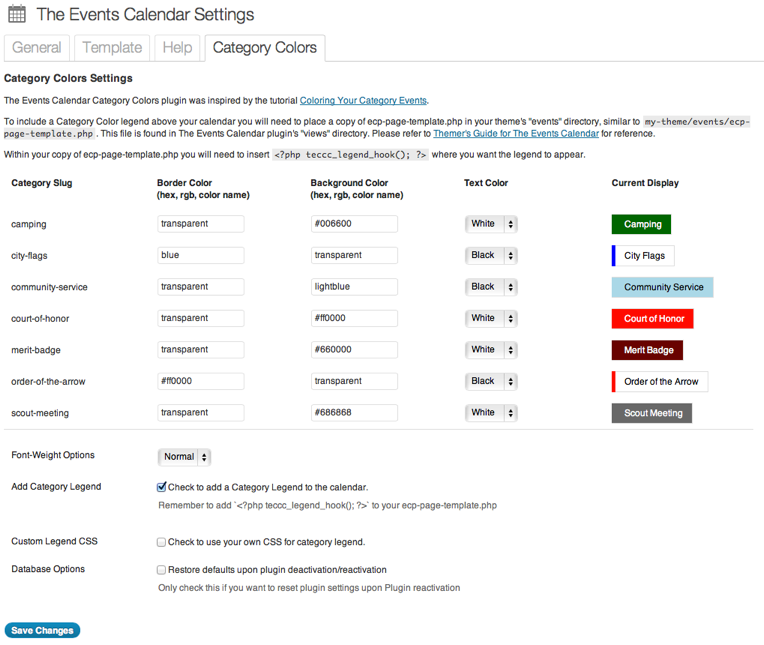 The Events Calendar Settings
General Template Help Category Colors
Category Colors Settings
The Events Calendar Category Colors plugin was inspired by the tutorial Coloring Your Category Events.
To include a Category Color legend above your calendar you will need to place a copy of ecp-page-template.php in your theme's "events" directory, similar to my-theme/events/ecp-
page-template.php . This file is found in The Events Calendar plugin's "views" directory. Please refer to Themer's Guide for The Events Calendar for reference.
Within your copy of ecp-page-template.php you will need to insert <?php teccc_legend_hook(); ?> where you want the legend to appear.
Category Slug Border Color Background Color Text Color Current Display
(hex, rgb, color name) (hex, rgb, color name)
camping transparent #006600 White Camping
city-flags blue transparent Black City Flags
community-service transparent lightblue Black Community Service
court-of-honor transparent #ff0000 White Court of Honor
merit-badge transparent #660000 White Merit Badge
order-of-the-arrow #ff0000 transparent Black Order of the Arrow
scout-meeting transparent #686868 White Scout Meeting
Font-Weight Options Normal
Add Category Legend Check to add a Category Legend to the calendar.
Remember to add `<?php teccc_legend_hook(); ?>` to your ecp-page-template.php
Custom Legend CSS Check to use your own CSS for category legend.
Database Options Restore defaults upon plugin deactivation/reactivation
Only check this if you want to reset plugin settings upon Plugin reactivation
Save Changes